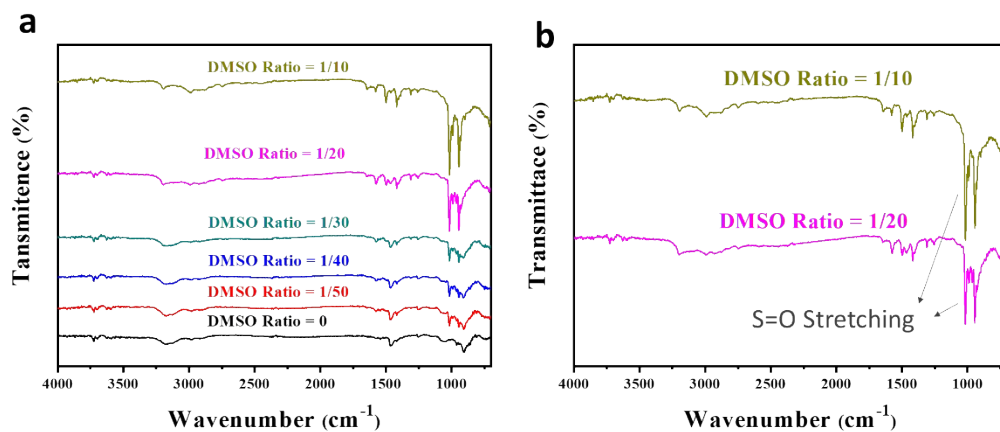 a
DMSO Ratio = 1/10
DMSO Ratio = 1/20
DMSO Ratio = 1/30
DMSO Ratio = 1/40
DMSO Ratio = 1/50
DMSO Ratio = 0
Tansmitence (%)
4000 3500 3000 2500 2000 1500 1000
Wavenumber (cm⁻¹)
b
DMSO Ratio = 1/10
DMSO Ratio = 1/20
S=O Stretching
Transmittace (%)
4000 3500 3000 2500 2000 1500 1000
Wavenumber (cm⁻¹)